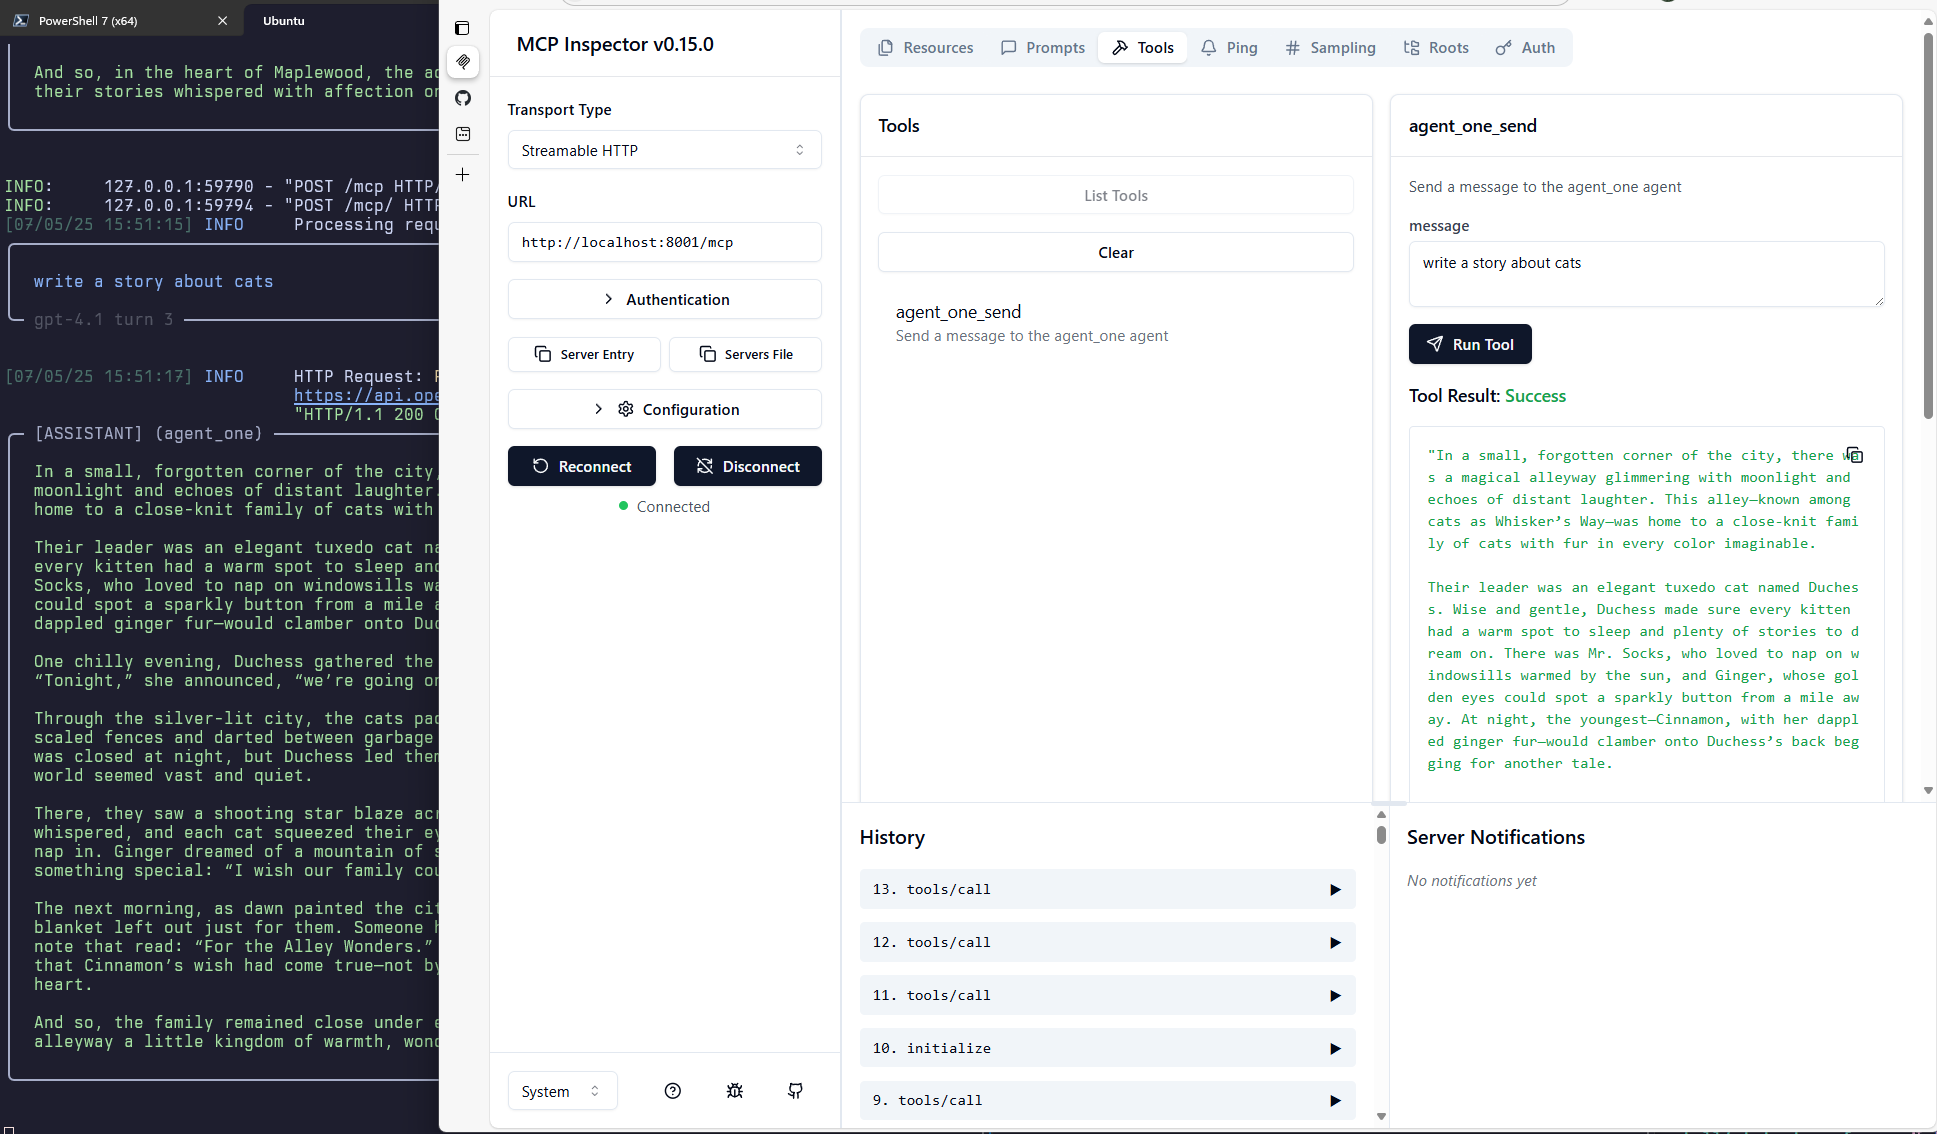 PowerShell 7 (x64)
Ubuntu
And so, in the heart of Maplewood, the
their stories whispered with affection
INFO:     127.0.0.1:59790 - "POST /mcp HTTP/
INFO:     127.0.0.1:59794 - "POST /mcp/ HTTP
[07/05/25 15:51:15] INFO     Processing
write a story about cats
gpt-4.1 turn 3
[07/05/25 15:51:17] INFO     HTTP Request:
https://api.ope
"HTTP/1.1 200
[ASSISTANT] (agent_one)
In a small, forgotten corner of the city,
moonlight and echoes of distant laughter.
home to a close-knit family of cats with
Their leader was an elegant tuxedo cat
every kitten had a warm spot to sleep and
Socks, who loved to nap on windowsills
could spot a sparkly button from a mile
dappled ginger fur—would clamber onto
One chilly evening, Duchess gathered the
“Tonight,” she announced, “we’re going
Through the silver-lit city, the cats
scaled fences and darted between garbage
was closed at night, but Duchess led them
world seemed vast and quiet.
There, they saw a shooting star blaze
whispered, and each cat squeezed their
nap in. Ginger dreamed of a mountain of
something special: “I wish our family
The next morning, as dawn painted the
blanket left out just for them. Someone
note that read: “For the Alley Wonders.”
that Cinnamon’s wish had come true—not by
heart.
And so, the family remained close under
alleyway a little kingdom of warmth,
MCP Inspector v0.15.0
Transport Type
Streamable HTTP
URL
http://localhost:8001/mcp
Authentication
Server Entry
Servers File
Configuration
Reconnect
Disconnect
Connected
System
Resources
Prompts
Tools
Ping
Sampling
Roots
Auth
Tools
List Tools
Clear
agent_one_send
Send a message to the agent_one agent
agent_one_send
Send a message to the agent_one agent
message
write a story about cats
Run Tool
Tool Result: Success
"In a small, forgotten corner of the city, there wa
s a magical alleyway glimmering with moonlight and
echoes of distant laughter. This alley—known among
cats as Whisker’s Way—was home to a close-knit fami
ly of cats with fur in every color imaginable.
Their leader was an elegant tuxedo cat named Duches
s. Wise and gentle, Duchess made sure every kitten
had a warm spot to sleep and plenty of stories to d
ream on. There was Mr. Socks, who loved to nap on w
indowsills warmed by the sun, and Ginger, whose gol
den eyes could spot a sparkly button from a mile aw
ay. At night, the youngest—Cinnamon, with her dappl
ed ginger fur—would clamber onto Duchess’s back beg
ging for another tale.
History
13. tools/call
12. tools/call
11. tools/call
10. initialize
9. tools/call
Server Notifications
No notifications yet